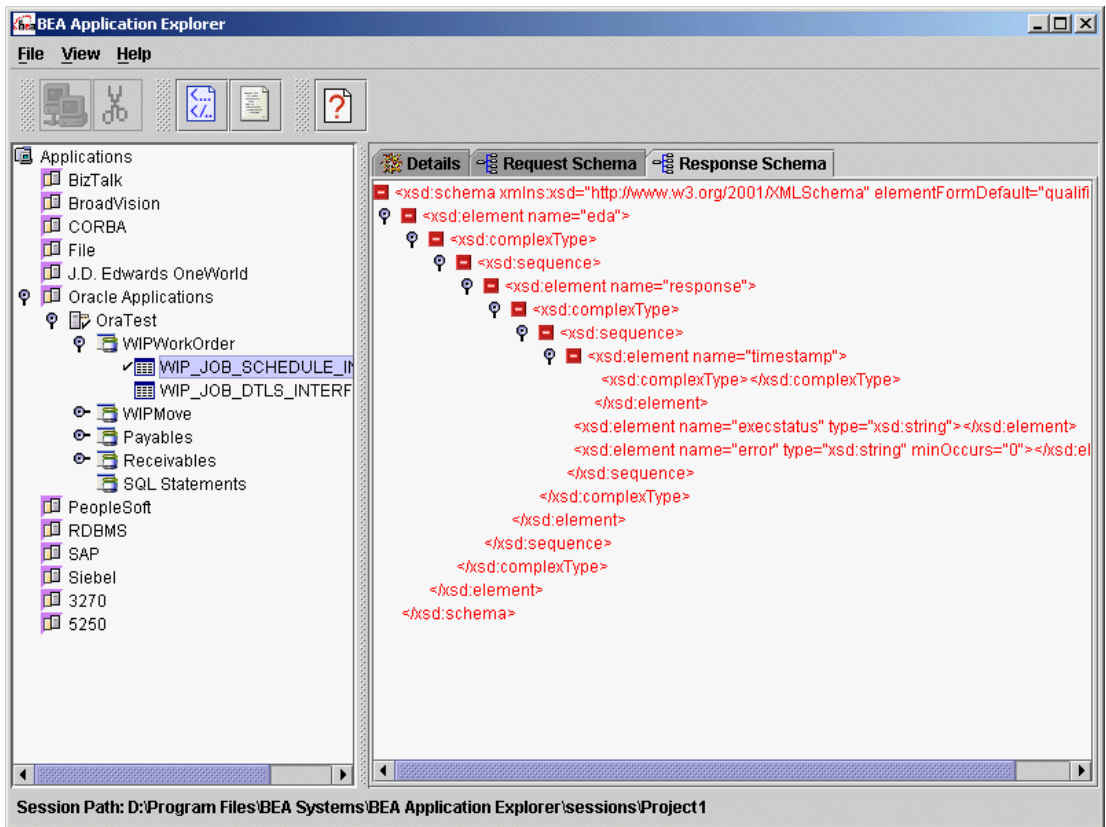 BEA Application Explorer
File View Help
Applications
BizTalk
BroadVision
CORBA
File
J.D. Edwards OneWorld
Oracle Applications
OraTest
WIPWorkOrder
WIP_JOB_SCHEDULE_IN
WIP_JOB_DTLS_INTERF
WIPMove
Payables
Receivables
SQL Statements
PeopleSoft
RDBMS
SAP
Siebel
3270
5250
Details Request Schema Response Schema
<xsd:schema xmlns:xsd="http://www.w3.org/2001/XMLSchema" elementFormDefault="qualifi
<xsd:element name="eda">
<xsd:complexType>
<xsd:sequence>
<xsd:element name="response">
<xsd:complexType>
<xsd:sequence>
<xsd:element name="timestamp">
<xsd:complexType></xsd:complexType>
</xsd:element>
<xsd:element name="execstatus" type="xsd:string"></xsd:element>
<xsd:element name="error" type="xsd:string" minOccurs="0"></xsd:el
</xsd:sequence>
</xsd:complexType>
</xsd:element>
</xsd:sequence>
</xsd:complexType>
</xsd:element>
</xsd:schema>
Session Path: D:\Program Files\BEA Systems\BEA Application Explorer\sessions\Project1